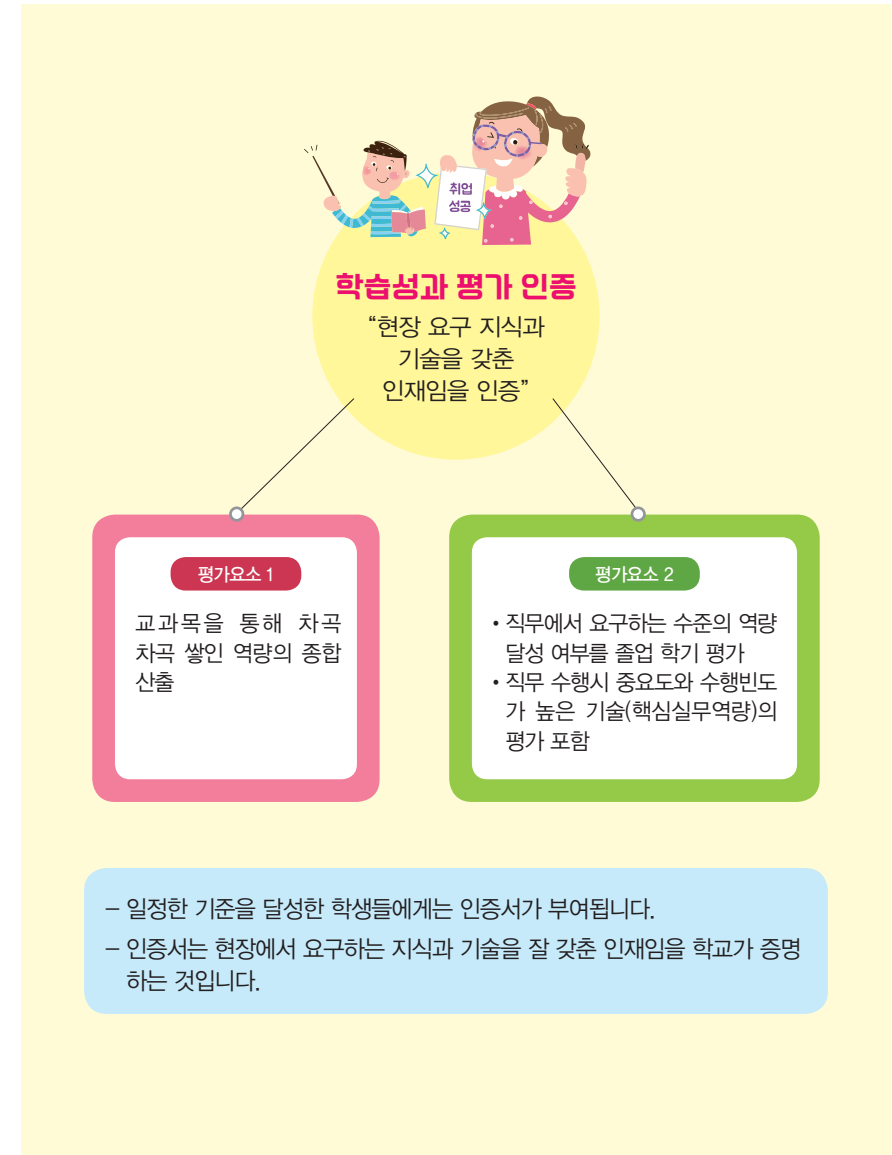 취업
성공
학습성과 평가 인증
“현장 요구 지식과
기술을 갖춘
인재임을 인증”
평가요소 1
교과목을 통해 차곡
차곡 쌓인 역량의 종합
산출
평가요소 2
• 직무에서 요구하는 수준의 역량
달성 여부를 졸업 학기 평가
• 직무 수행시 중요도와 수행빈도
가 높은 기술(핵심실무역량)의
평가 포함
– 일정한 기준을 달성한 학생들에게는 인증서가 부여됩니다.
– 인증서는 현장에서 요구하는 지식과 기술을 잘 갖춘 인재임을 학교가 증명
하는 것입니다.